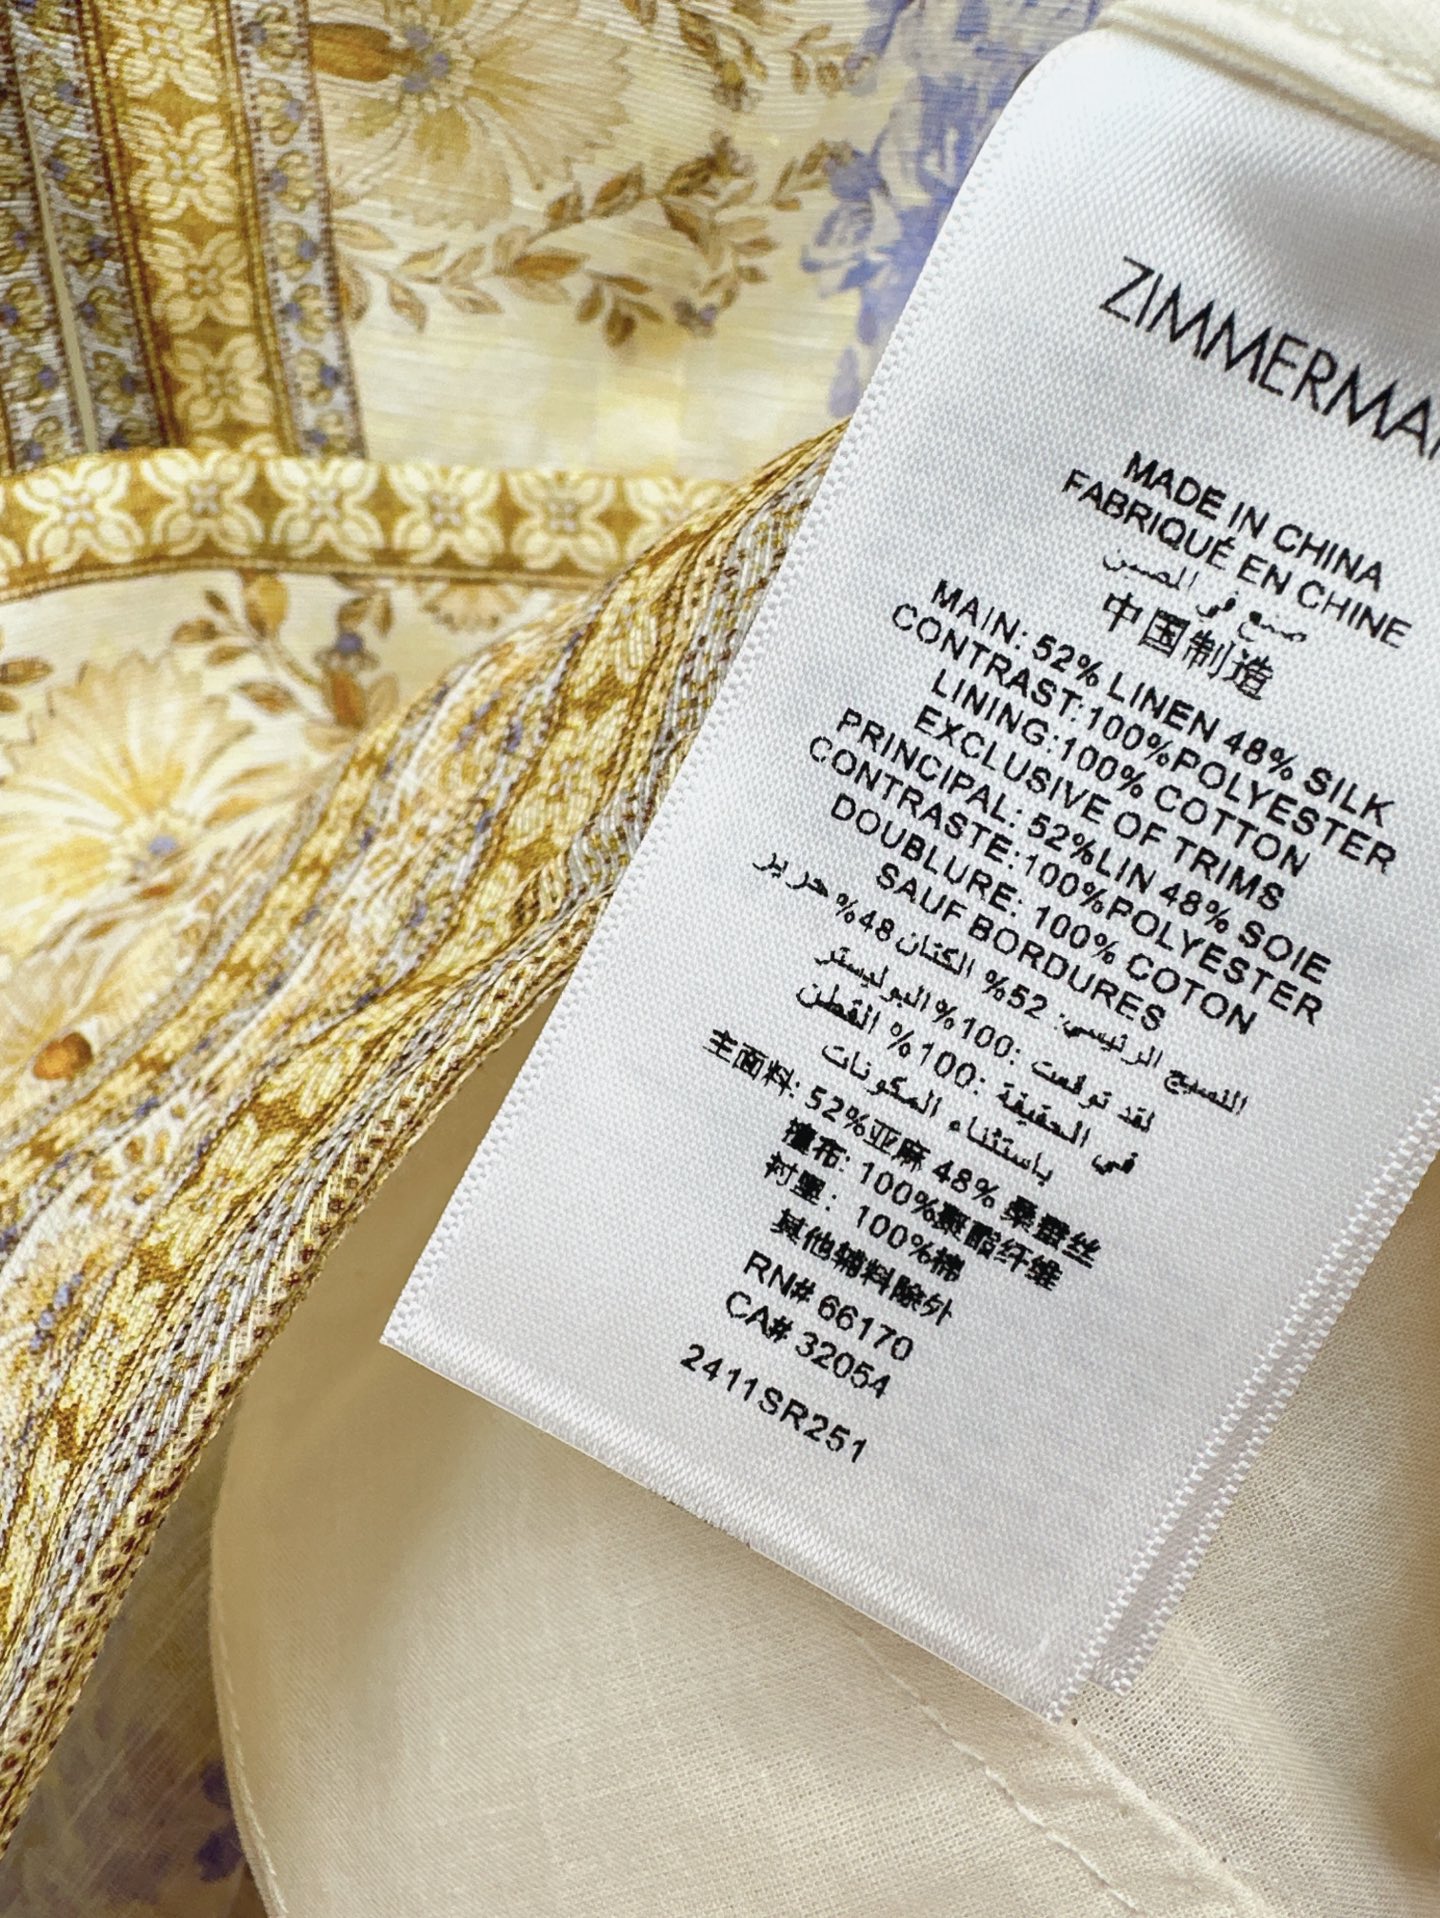 ZIMMERMA
MADE IN CHINA
FABRIQUÉ EN CHINE
صنع في الصين
中国制造
MAIN: 52% LINEN 48% SILK
CONTRAST:100%POLYESTER
LINING:100% COTTON
EXCLUSIVE OF TRIMS
PRINCIPAL: 52%LIN 48% SOIE
CONTRASTE:100%POLYESTER
DOUBLURE: 100% COTON
SAUF BORDURES
النسيج الرئيسي: 52% الكتان 48% حرير
لقد توقست :100% البوليستر
في الحقيقة :100% القطن
باستثناء المكونات
主面料: 52%亚麻 48% 桑蚕丝
撞布: 100%聚酯纤维
衬里: 100%棉
其他辅料除外
RN# 66170
CA# 32054
2411SR251